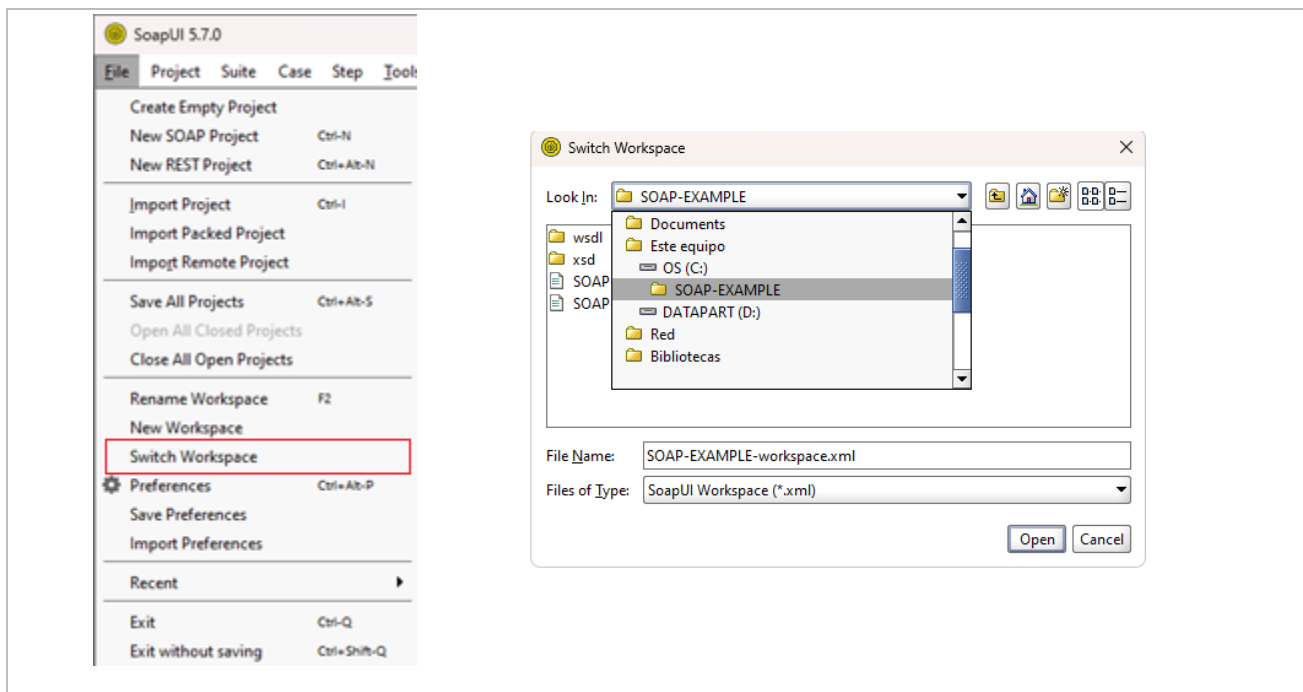 SoapUI 5.7.0
File Project Suite Case Step Tools
Create Empty Project
New SOAP Project Ctrl-N
New REST Project Ctrl+Alt-N
Import Project Ctrl-I
Import Packed Project
Import Remote Project
Save All Projects Ctrl+Alt-S
Open All Closed Projects
Close All Open Projects
Rename Workspace F2
New Workspace
Switch Workspace
Preferences Ctrl+Alt-P
Save Preferences
Import Preferences
Recent
Exit Ctrl-Q
Exit without saving Ctrl+Shift-Q
Switch Workspace
Look In: SOAP-EXAMPLE
Documents
Este equipo
OS (C:)
SOAP-EXAMPLE
DATAPART (D:)
Red
Bibliotecas
wsdl
xsd
SOAP
SOAP
File Name: SOAP-EXAMPLE-workspace.xml
Files of Type: SoapUI Workspace (*.xml)
Open Cancel